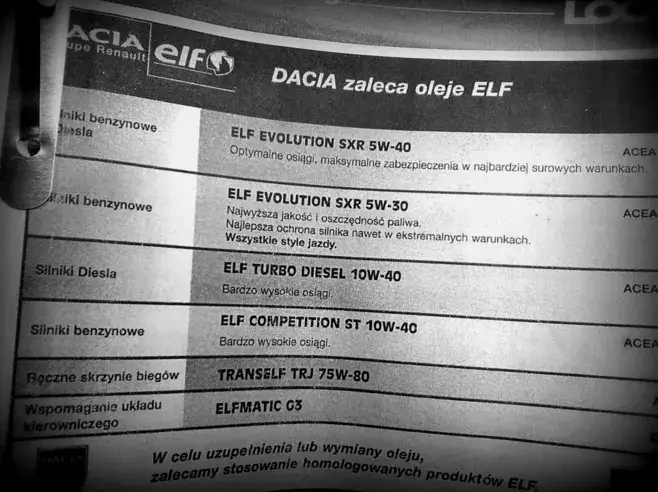 LOG
DACIA
Groupe Renault
elf
DACIA zaleca oleje ELF
Silniki benzynowe
Diesla
ELF EVOLUTION SXR 5W-40
ACEA
Optymalne osiągi, maksymalne zabezpieczenia w najbardziej surowych warunkach.
Silniki benzynowe
ELF EVOLUTION SXR 5W-30
ACEA
Najwyższa jakość i oszczędność paliwa.
Najlepsza ochrona silnika nawet w ekstremalnych warunkach.
Wszystkie style jazdy.
Silniki Diesla
ELF TURBO DIESEL 10W-40
ACEA
Bardzo wysokie osiągi.
Silniki benzynowe
ELF COMPETITION ST 10W-40
ACEA
Bardzo wysokie osiągi.
Ręczne skrzynie biegów
TRANSELF TRJ 75W-80
Wspomaganie układu
kierowniczego
ELFMATIC G3
DACIA
W celu uzupełnienia lub wymiany oleju,
zalecamy stosowanie homologowanych produktów ELF.